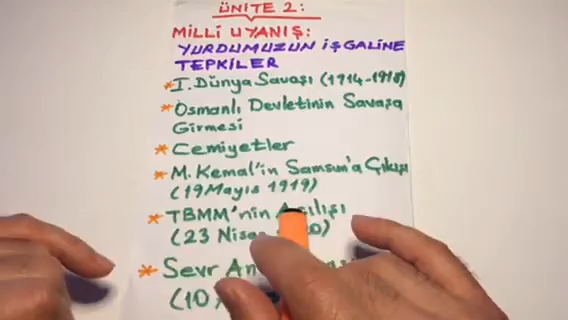 ÜNİTE 2:
MİLLİ UYANIŞ:
YURDUMUZUN İŞGALİNE
TEPKİLER
* I. Dünya Savaşı (1914-1918)
* Osmanlı Devletinin Savaşa
Girmesi
* Cemiyetler
* M. Kemal'in Samsun'a Çıkışı
(19 Mayıs 1919)
* TBMM'nin Açılışı
(23
* Sevr
(10